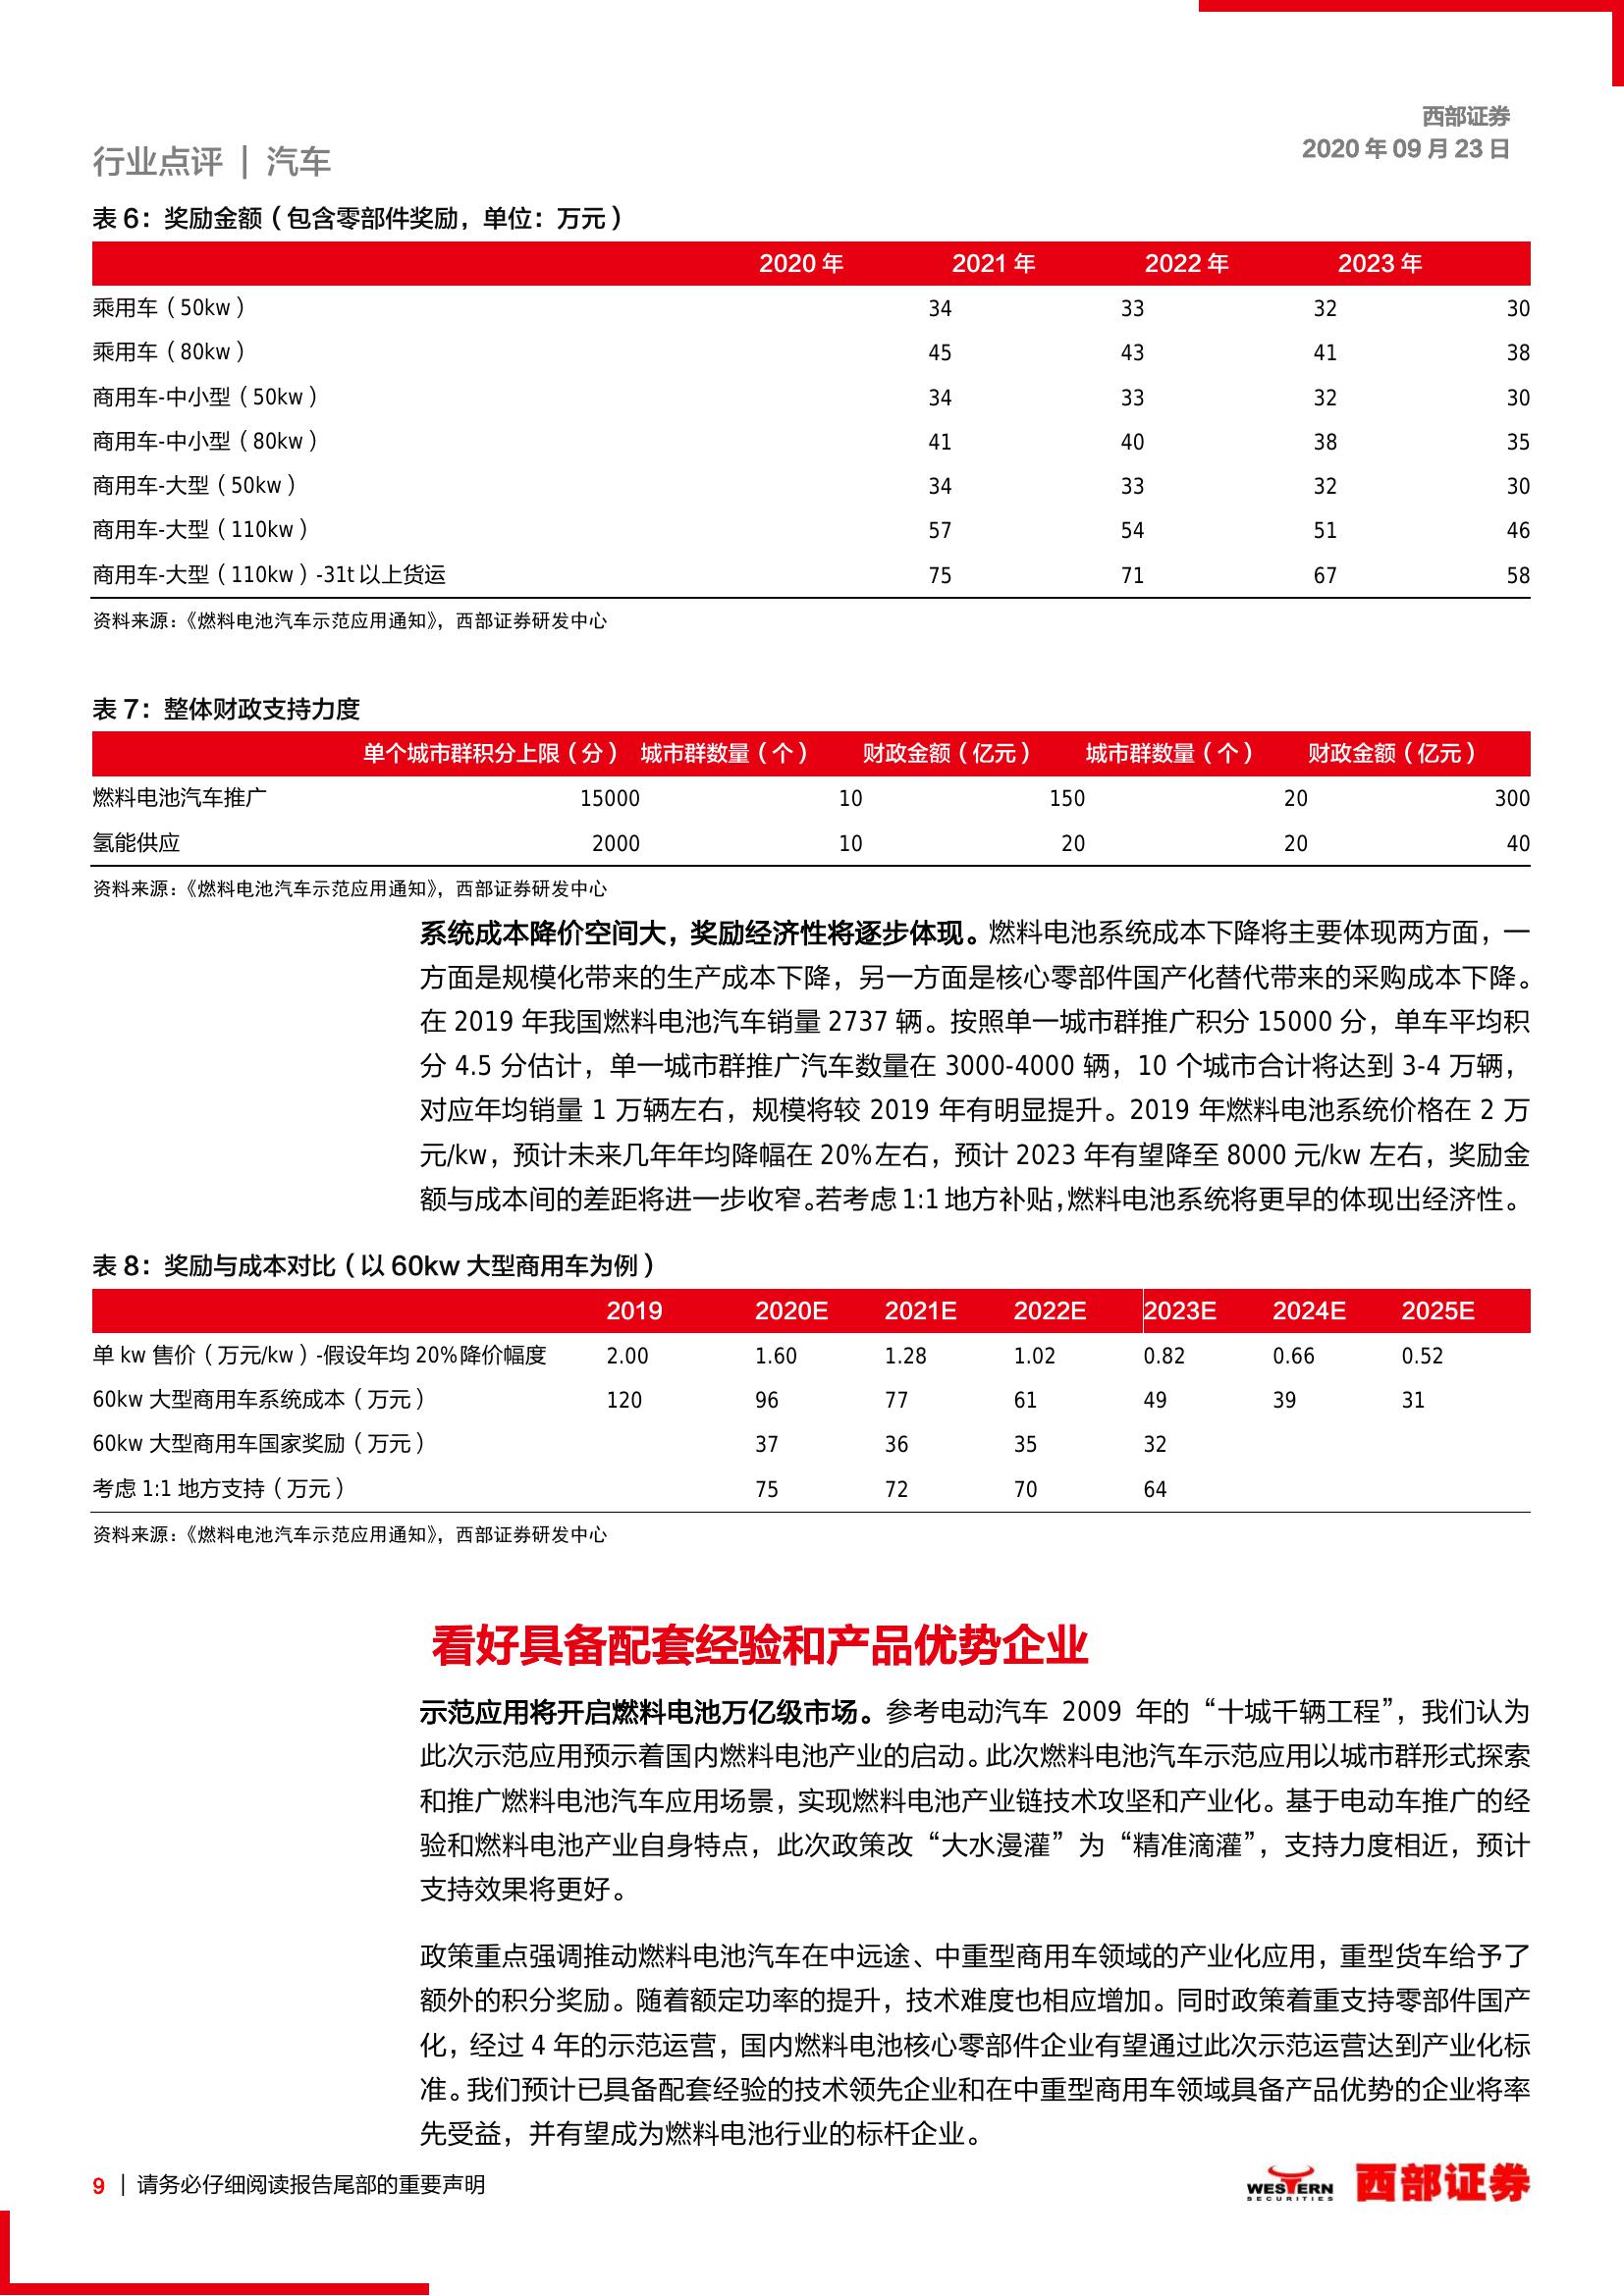 西部证券
2020 年 09 月 23 日
行业点评 | 汽车
表 6：奖励金额（包含零部件奖励，单位：万元）
2020 年 2021 年 2022 年 2023 年
乘用车（50kw） 34 33 32 30
乘用车（80kw） 45 43 41 38
商用车-中小型（50kw） 34 33 32 30
商用车-中小型（80kw） 41 40 38 35
商用车-大型（50kw） 34 33 32 30
商用车-大型（110kw） 57 54 51 46
商用车-大型（110kw）-31t 以上货运 75 71 67 58
资料来源：《燃料电池汽车示范应用通知》，西部证券研发中心
表 7：整体财政支持力度
单个城市群积分上限（分） 城市群数量（个） 财政金额（亿元） 城市群数量（个） 财政金额（亿元）
燃料电池汽车推广 15000 10 150 20 300
氢能供应 2000 10 20 20 40
资料来源：《燃料电池汽车示范应用通知》，西部证券研发中心
系统成本降价空间大，奖励经济性将逐步体现。燃料电池系统成本下降将主要体现两方面，一
方面是规模化带来的生产成本下降，另一方面是核心零部件国产化替代带来的采购成本下降。
在 2019 年我国燃料电池汽车销量 2737 辆。按照单一城市群推广积分 15000 分，单车平均积
分 4.5 分估计，单一城市群推广汽车数量在 3000-4000 辆，10 个城市合计将达到 3-4 万辆，
对应年均销量 1 万辆左右，规模将较 2019 年有明显提升。2019 年燃料电池系统价格在 2 万
元/kw，预计未来几年年均降幅在 20%左右，预计 2023 年有望降至 8000 元/kw 左右，奖励金
额与成本间的差距将进一步收窄。若考虑 1:1 地方补贴，燃料电池系统将更早的体现出经济性。
表 8：奖励与成本对比（以 60kw 大型商用车为例）
2019 2020E 2021E 2022E 2023E 2024E 2025E
单 kw 售价（万元/kw）-假设年均 20%降价幅度 2.00 1.60 1.28 1.02 0.82 0.66 0.52
60kw 大型商用车系统成本（万元） 120 96 77 61 49 39 31
60kw 大型商用车国家奖励（万元） 37 36 35 32
考虑 1:1 地方支持（万元） 75 72 70 64
资料来源：《燃料电池汽车示范应用通知》，西部证券研发中心
看好具备配套经验和产品优势企业
示范应用将开启燃料电池万亿级市场。参考电动汽车 2009 年的“十城千辆工程”，我们认为
此次示范应用预示着国内燃料电池产业的启动。此次燃料电池汽车示范应用以城市群形式探索
和推广燃料电池汽车应用场景，实现燃料电池产业链技术攻坚和产业化。基于电动车推广的经
验和燃料电池产业自身特点，此次政策改“大水漫灌”为“精准滴灌”，支持力度相近，预计
支持效果将更好。
政策重点强调推动燃料电池汽车在中远途、中重型商用车领域的产业化应用，重型货车给予了
额外的积分奖励。随着额定功率的提升，技术难度也相应增加。同时政策着重支持零部件国产
化，经过 4 年的示范运营，国内燃料电池核心零部件企业有望通过此次示范运营达到产业化标
准。我们预计已具备配套经验的技术领先企业和在中重型商用车领域具备产品优势的企业将率
先受益，并有望成为燃料电池行业的标杆企业。
9 | 请务必仔细阅读报告尾部的重要声明
WESTERN
SECURITIES
西部证券